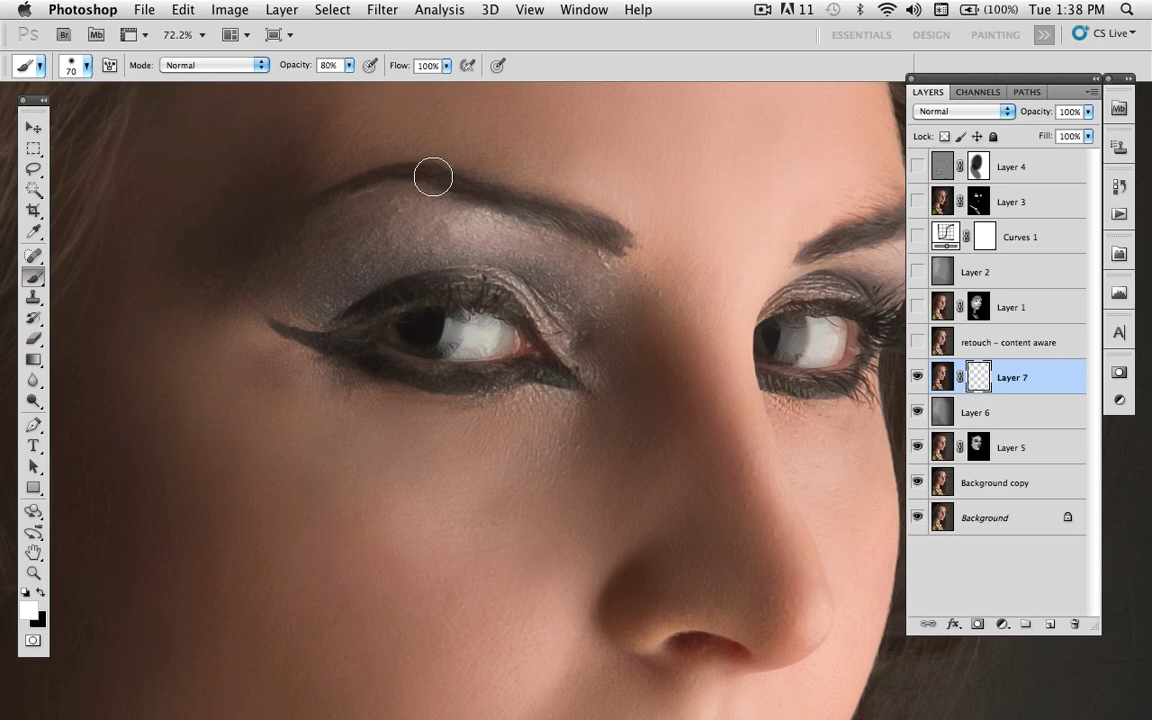 Photoshop File Edit Image Layer Select Filter Analysis 3D View Window Help 11 (100%) Tue 1:38 PM
Ps Br Mb 72.2% ESSENTIALS DESIGN PAINTING CS Live
70 Mode: Normal Opacity: 80% Flow: 100%
LAYERS CHANNELS PATHS
Normal Opacity: 100%
Lock: Fill: 100%
Layer 4
Layer 3
Curves 1
Layer 2
Layer 1
retouch - content aware
Layer 7
Layer 6
Layer 5
Background copy
Background
Mb
A
T
fx